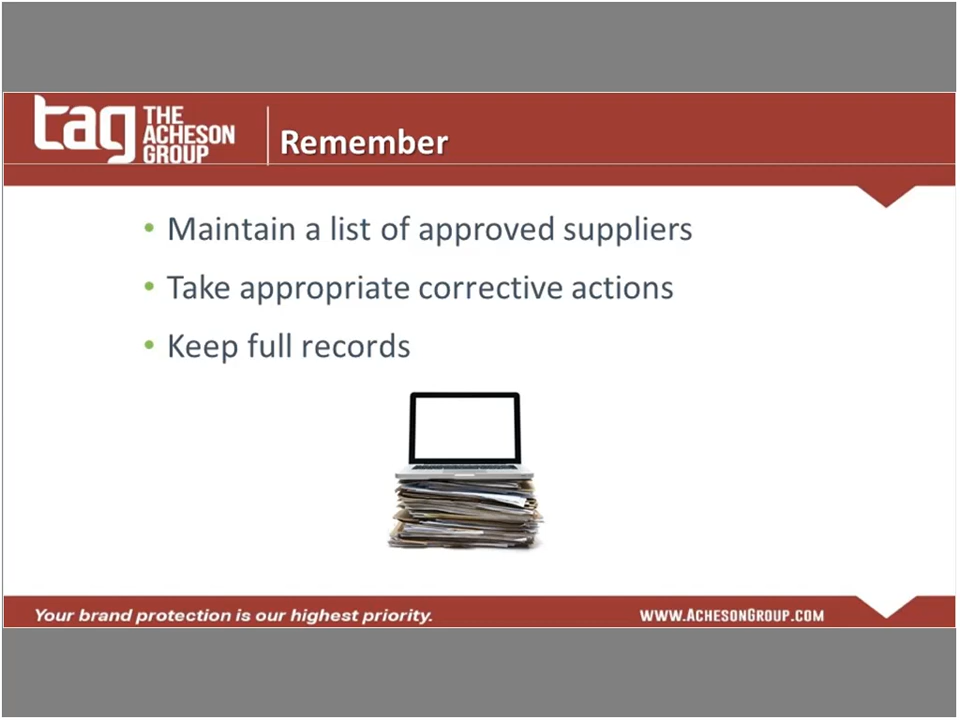 tag THE
ACHESON
GROUP
Remember
• Maintain a list of approved suppliers
• Take appropriate corrective actions
• Keep full records
Your brand protection is our highest priority.
WWW.ACHESONGROUP.COM